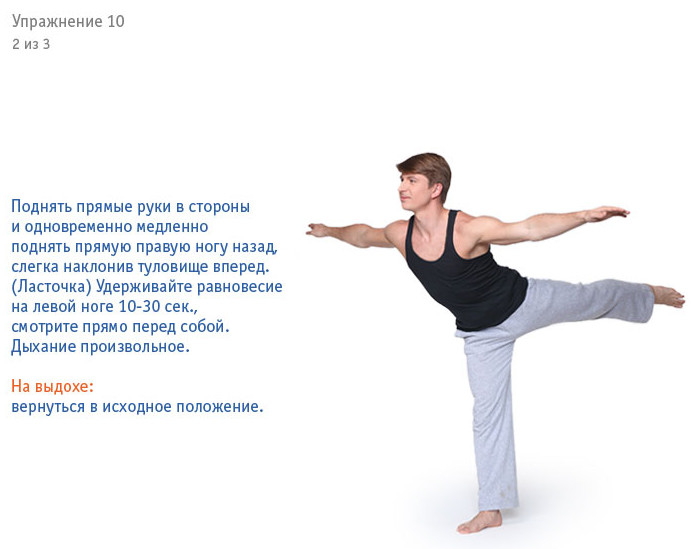 Упражнение 10
2 из 3
Поднять прямые руки в стороны
и одновременно медленно
поднять прямую правую ногу назад,
слегка наклонив туловище вперед.
(Ласточка) Удерживайте равновесие
на левой ноге 10-30 сек.,
смотрите прямо перед собой.
Дыхание произвольное.
На выдохе:
вернуться в исходное положение.